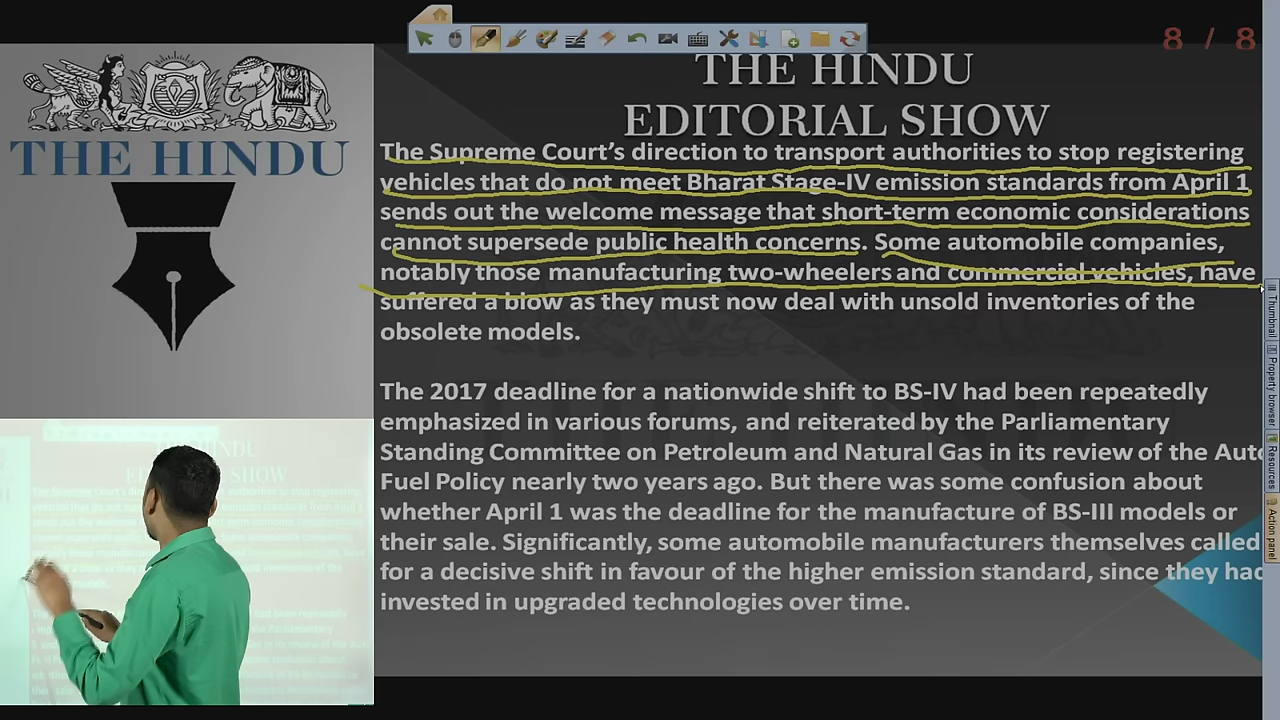 8 / 8
THE HINDU
THE HINDU
EDITORIAL SHOW
The Supreme Court's direction to transport authorities to stop registering
vehicles that do not meet Bharat Stage-IV emission standards from April 1
sends out the welcome message that short-term economic considerations
cannot supersede public health concerns. Some automobile companies,
notably those manufacturing two-wheelers and commercial vehicles, have
suffered a blow as they must now deal with unsold inventories of the
obsolete models.
The 2017 deadline for a nationwide shift to BS-IV had been repeatedly
emphasized in various forums, and reiterated by the Parliamentary
Standing Committee on Petroleum and Natural Gas in its review of the Auto
Fuel Policy nearly two years ago. But there was some confusion about
whether April 1 was the deadline for the manufacture of BS-III models or
their sale. Significantly, some automobile manufacturers themselves called
for a decisive shift in favour of the higher emission standard, since they had
invested in upgraded technologies over time.
Thumbnail
Property browser
Resources
Action panel